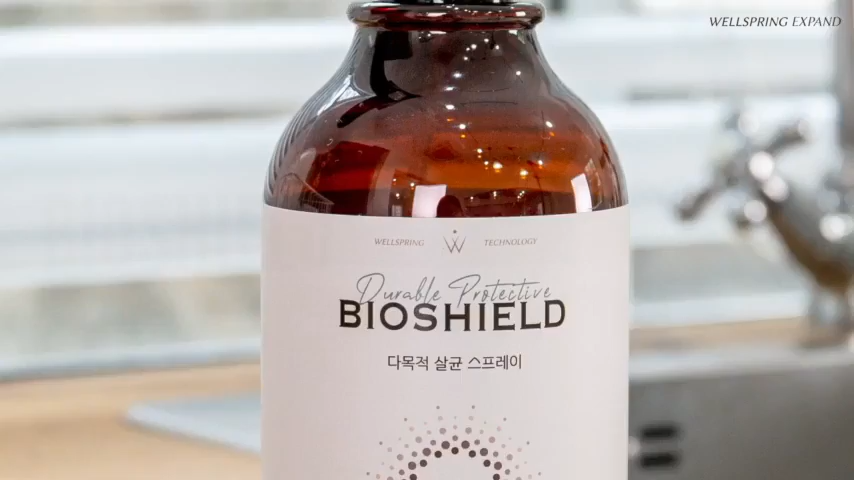 WELLSPRING EXPAND
WELLSPRING W TECHNOLOGY
Durable Protective
BIOSHIELD
다목적 살균 스프레이